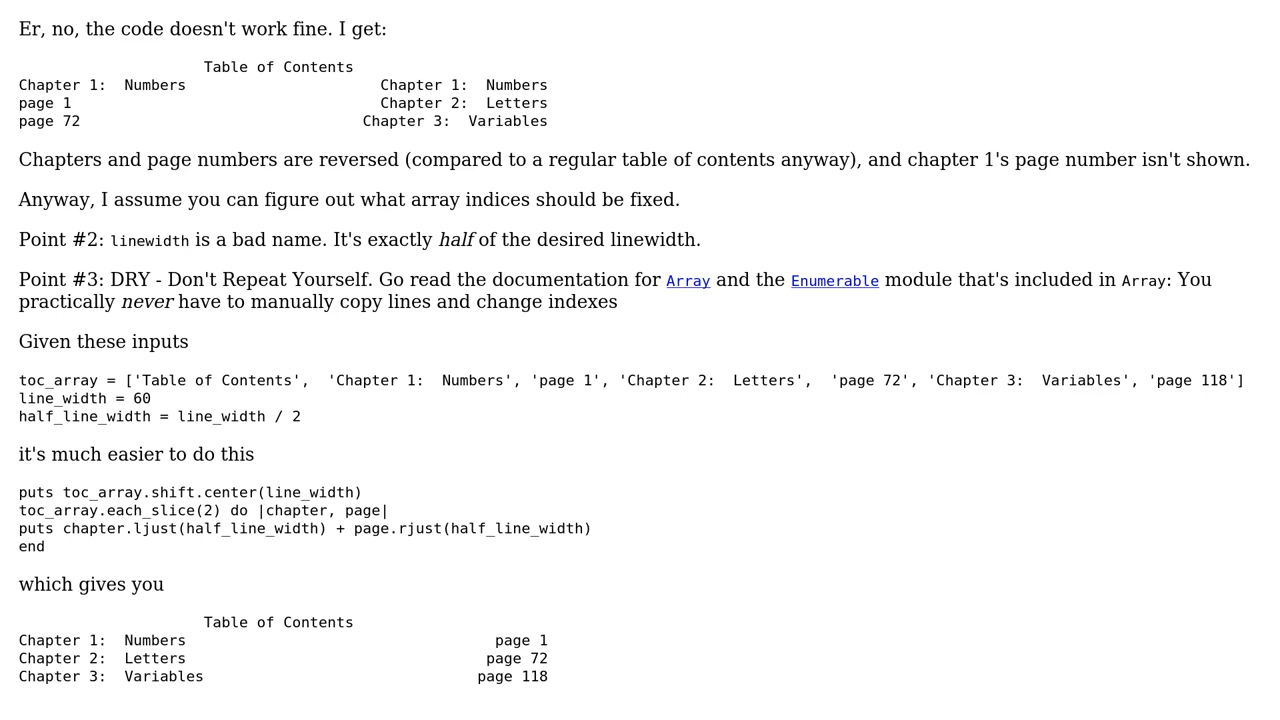 Er, no, the code doesn't work fine. I get:
                     Table of Contents
Chapter 1:  Numbers                      Chapter 1:  Numbers
page 1                                   Chapter 2:  Letters
page 72                                Chapter 3:  Variables
Chapters and page numbers are reversed (compared to a regular table of contents anyway), and chapter 1's page number isn't shown.
Anyway, I assume you can figure out what array indices should be fixed.
Point #2: linewidth is a bad name. It's exactly half of the desired linewidth.
Point #3: DRY - Don't Repeat Yourself. Go read the documentation for Array and the Enumerable module that's included in Array: You
practically never have to manually copy lines and change indexes
Given these inputs
toc_array = ['Table of Contents',  'Chapter 1:  Numbers', 'page 1', 'Chapter 2:  Letters',  'page 72', 'Chapter 3:  Variables', 'page 118']
line_width = 60
half_line_width = line_width / 2
it's much easier to do this
puts toc_array.shift.center(line_width)
toc_array.each_slice(2) do |chapter, page|
puts chapter.ljust(half_line_width) + page.rjust(half_line_width)
end
which gives you
                     Table of Contents
Chapter 1:  Numbers                                   page 1
Chapter 2:  Letters                                  page 72
Chapter 3:  Variables                               page 118